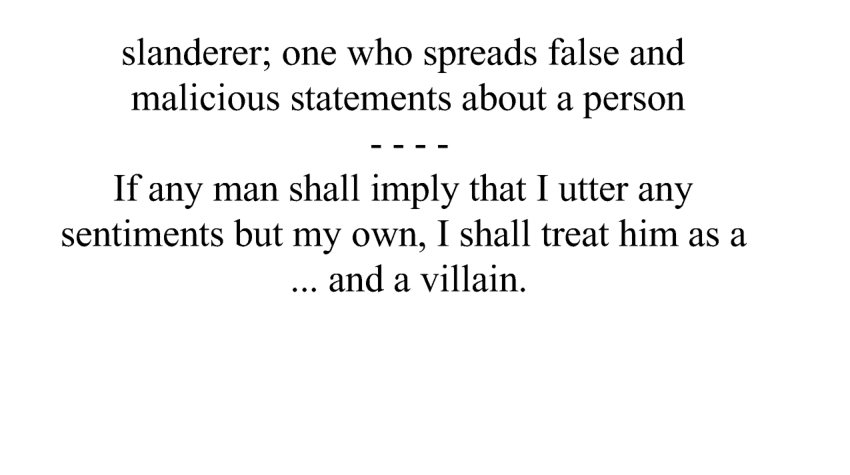 slanderer; one who spreads false and
malicious statements about a person
- - - -
If any man shall imply that I utter any
sentiments but my own, I shall treat him as a
... and a villain.